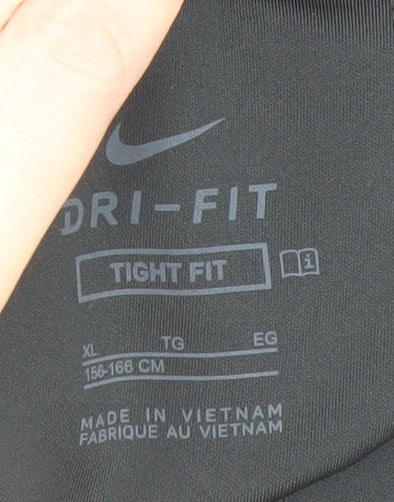 DRI-FIT
TIGHT FIT
XL TG EG
156-166 CM
MADE IN VIETNAM
FABRIQUE AU VIETNAM